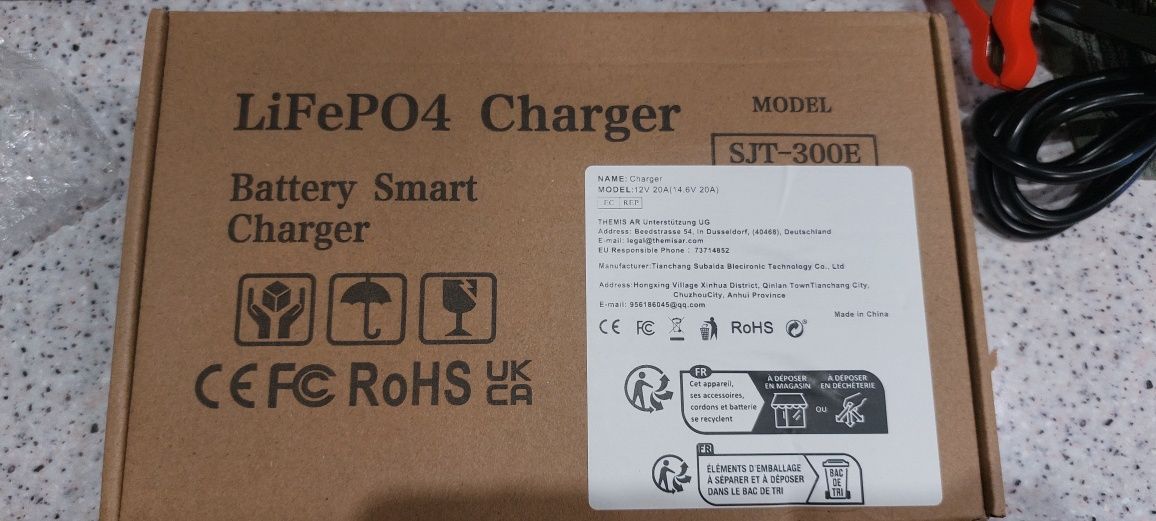 LiFePO4 Charger
MODEL
SJT-300E
Battery Smart
Charger
CE FC RoHS UK
CA
NAME: Charger
MODEL:12V 20A(14.6V 20A)
EC REP
THEMIS AR Unterstützung UG
Address: Beedstrasse 54, in Dusseldorf, (40468), Deutschland
E-mail: legal@themisar.com
EU Responsible Phone : 73714852
Manufacturer:Tianchang Subaida Blecironic Technology Co., Ltd
Address:Hongxing Village Xinhua District, Qinlan TownTianchang City,
ChuzhouCity, Anhui Province
E-mail: 956186045@qq.com
Made in China
CE FC RoHS
FR
Cet appareil,
ses accessoires,
cordons et batterie
se recyclent
À DÉPOSER
EN MAGASIN
OU
À DÉPOSER
EN DÉCHÈTERIE
FR
ÉLÉMENTS D'EMBALLAGE
À SÉPARER ET À DÉPOSER
DANS LE BAC DE TRI
BAC
DE
TRI